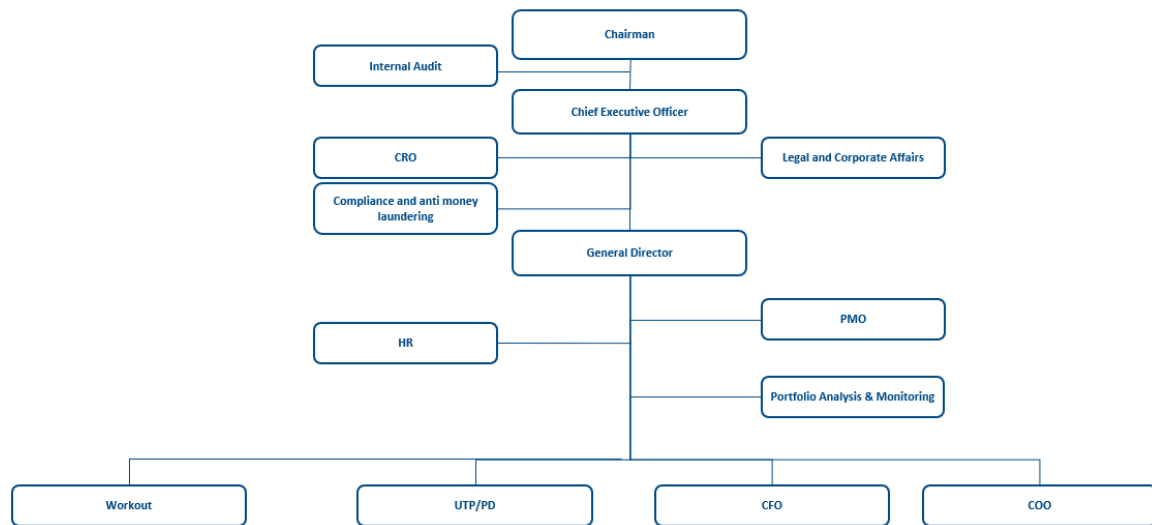 Chairman
Internal Audit
Chief Executive Officer
CRO
Legal and Corporate Affairs
Compliance and anti money
laundering
General Director
PMO
HR
Portfolio Analysis & Monitoring
Workout
UTP/PD
CFO
COO